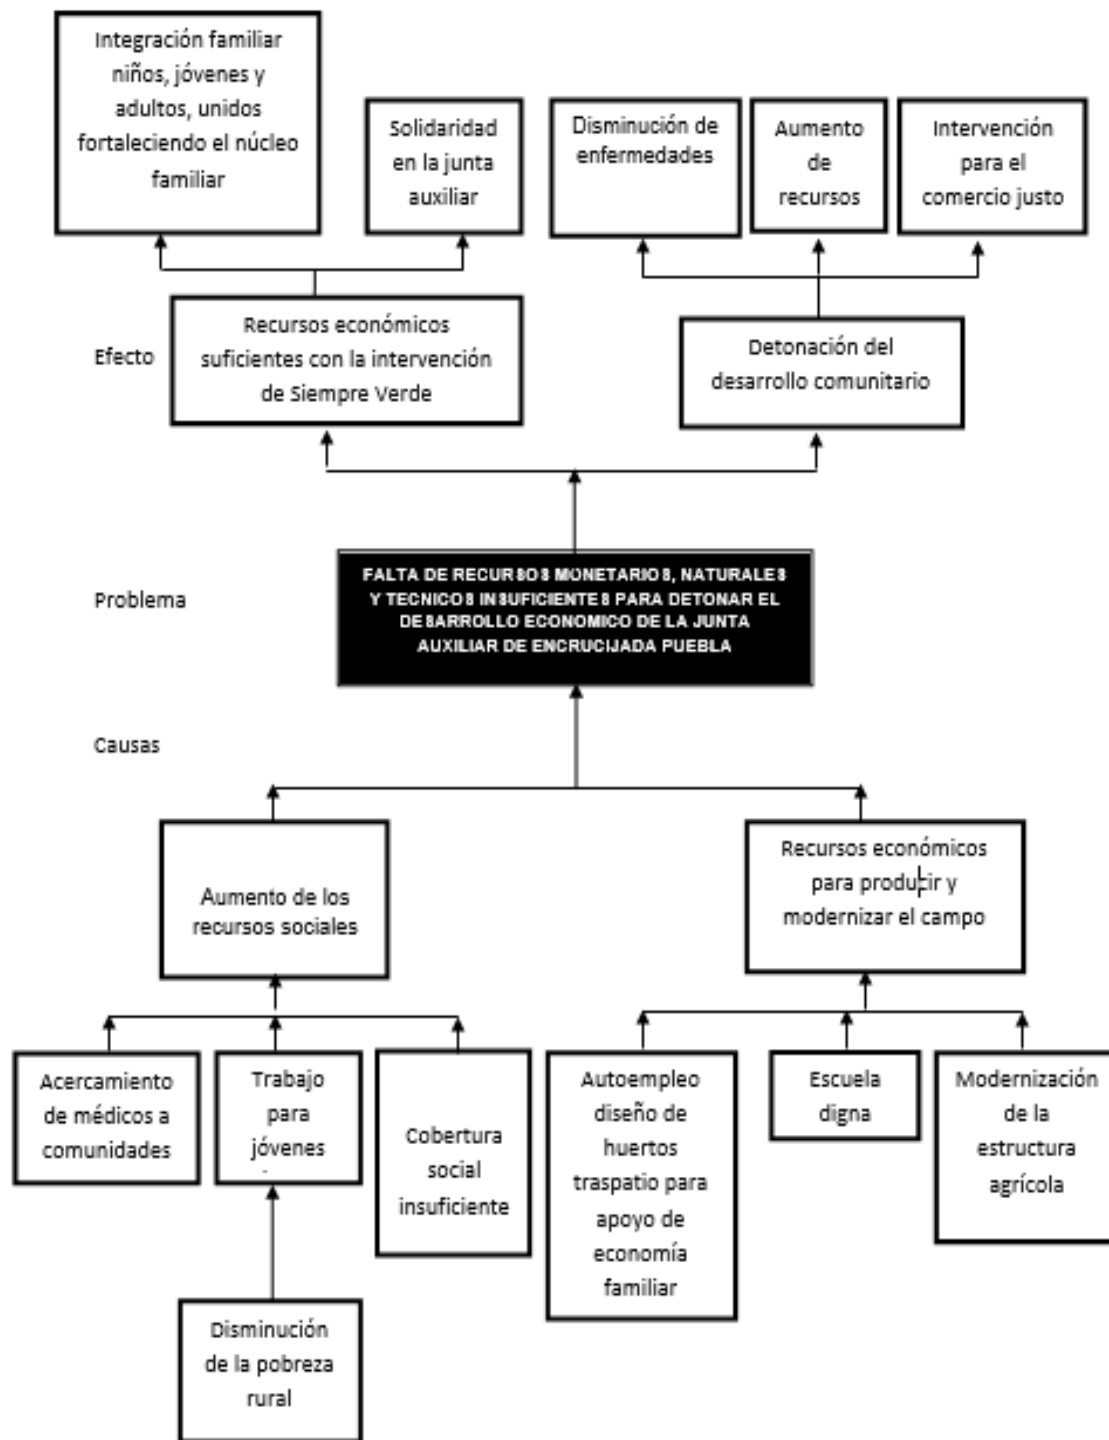 Integración familiar
niños, jóvenes y
adultos, unidos
fortaleciendo el núcleo
familiar
Solidaridad
en la junta
auxiliar
Disminución de
enfermedades
Aumento
de
recursos
Intervención
para el
comercio justo
Efecto
Recursos económicos
suficientes con la intervención
de Siempre Verde
Detonación del
desarrollo comunitario
Problema
FALTA DE RECURSOS MONETARIOS, NATURALES
Y TECNICOS INSUFICIENTES PARA DETONAR EL
DESARROLLO ECONOMICO DE LA JUNTA
AUXILIAR DE ENCRUCIJADA PUEBLA
Causas
Aumento de los
recursos sociales
Recursos económicos
para producir y
modernizar el campo
Acercamiento
de médicos a
comunidades
Trabajo
para
jóvenes
Cobertura
social
insuficiente
Autoempleo
diseño de
huertos
traspatio para
apoyo de
economía
familiar
Escuela
digna
Modernización
de la
estructura
agrícola
Disminución
de la pobreza
rural